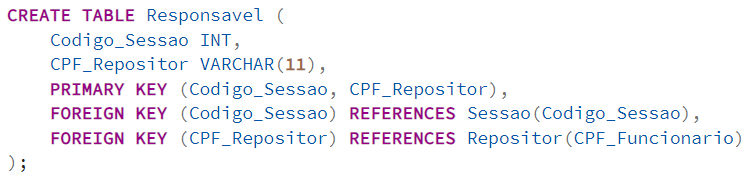 CREATE TABLE Responsavel (
    Codigo_Sessao INT,
    CPF_Repositor VARCHAR(11),
    PRIMARY KEY (Codigo_Sessao, CPF_Repositor),
    FOREIGN KEY (Codigo_Sessao) REFERENCES Sessao(Codigo_Sessao),
    FOREIGN KEY (CPF_Repositor) REFERENCES Repositor(CPF_Funcionario)
);